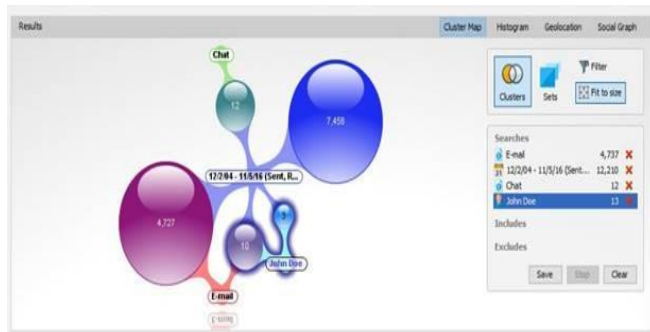 Results
Cluster Map Histogram Geolocation Social Graph
Chat
12
7,458
12/2/04 - 11/5/16 (Sent, R...
4,727
3
10
John Doe
E-mail
Clusters
Sets
Filter
Fit to size
Searches
E-mail 4,737
12/2/04 - 11/5/16 (Sent... 12,210
Chat 12
John Doe 13
Includes
Excludes
Save Stop Clear